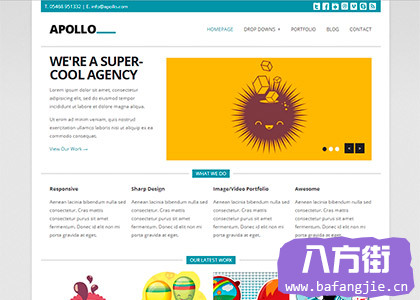 T. 05466 951332 | E. info@apollo.com
APOLLO
HOMEPAGE DROP DOWNS PORTFOLIO BLOG CONTACT
WE'RE A SUPER-
COOL AGENCY
Lorem ipsum dolor sit amet, consectetur
adipiscing elit, sed do eiusmod tempor
incididunt ut labore et dolore magna aliqua.
Ut enim ad minim veniam, quis nostrud
exercitation ullamco laboris nisi ut aliquip
ex ea commodo consequat.
View Our Work →
WHAT WE DO
Responsive Sharp Design Image/Video Portfolio Awesome
Aenean lacinia bibendum nulla sed Aenean lacinia bibendum nulla sed Aenean lacinia bibendum nulla sed Aenean lacinia bibendum nulla sed
consectetur. Cras mattis consectetur. Cras mattis consectetur. Cras mattis consectetur. Cras mattis
consectetur purus sit amet consectetur purus sit amet consectetur purus sit amet consectetur purus sit amet
fermentum. Donec id elit non mi fermentum. Donec id elit non mi fermentum. Donec id elit non mi fermentum. Donec id elit non mi
porta gravida at eget. porta gravida at eget. porta gravida at eget. porta gravida at eget.
OUR LATEST WORK
八方街
www.bafangjie.cn